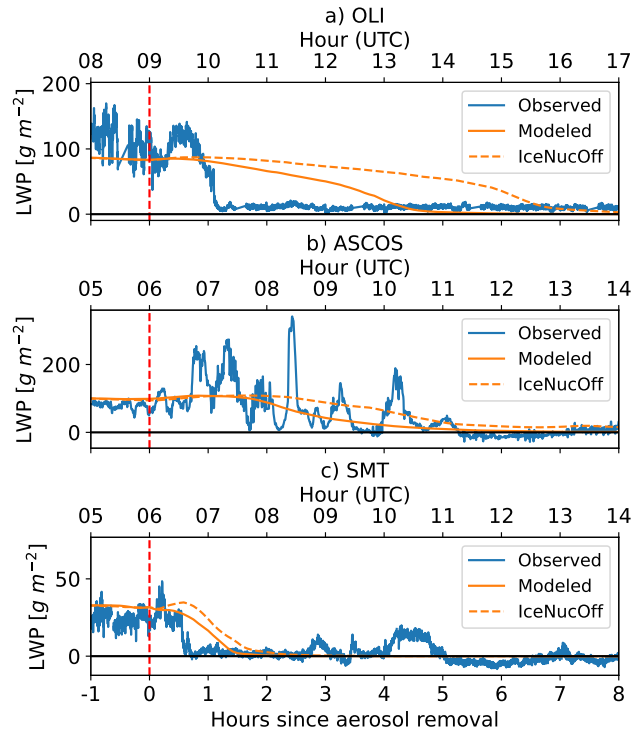 a) OLI
Hour (UTC)
08 09 10 11 12 13 14 15 16 17
200
100
0
LWP [g m⁻²]
Observed
Modeled
IceNucOff
b) ASCOS
Hour (UTC)
05 06 07 08 09 10 11 12 13 14
200
0
LWP [g m⁻²]
Observed
Modeled
IceNucOff
c) SMT
Hour (UTC)
05 06 07 08 09 10 11 12 13 14
50
0
LWP [g m⁻²]
Observed
Modeled
IceNucOff
-1 0 1 2 3 4 5 6 7 8
Hours since aerosol removal